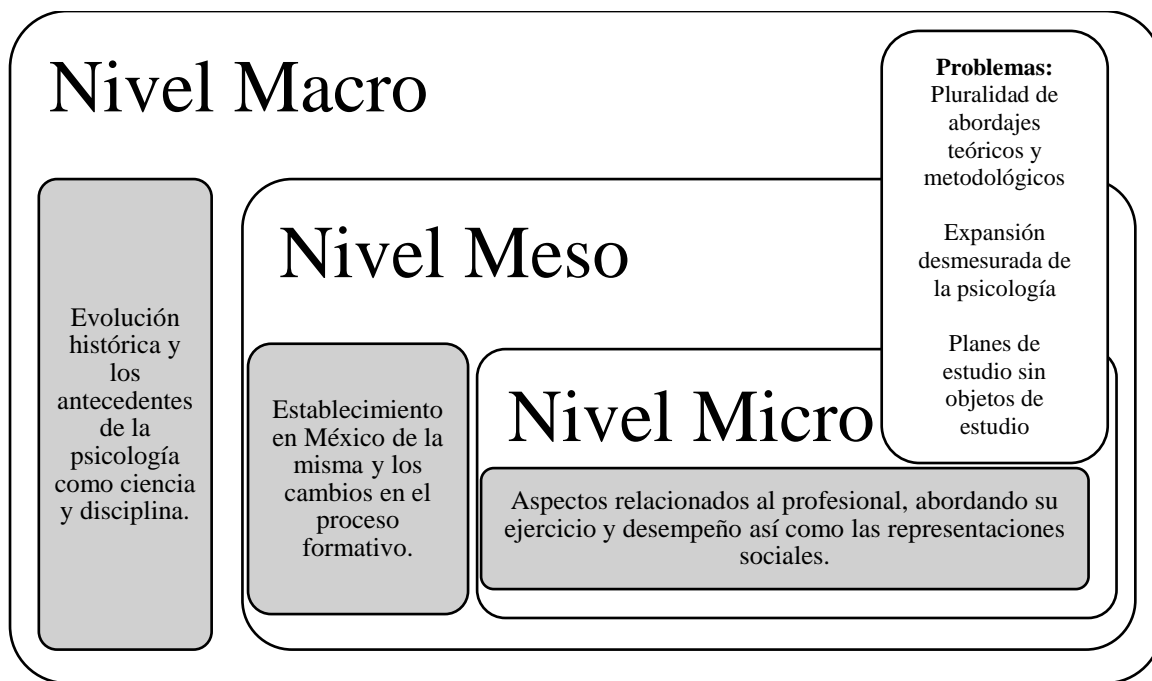 Nivel Macro
Problemas:
Pluralidad de
abordajes
teóricos y
metodológicos
Expansión
desmesurada de
la psicología
Planes de
estudio sin
objetos de
estudio
Evolución
histórica y
los
antecedentes
de la
psicología
como ciencia
y disciplina.
Nivel Meso
Establecimiento
en México de la
misma y los
cambios en el
proceso
formativo.
Nivel Micro
Aspectos relacionados al profesional, abordando su
ejercicio y desempeño así como las representaciones
sociales.